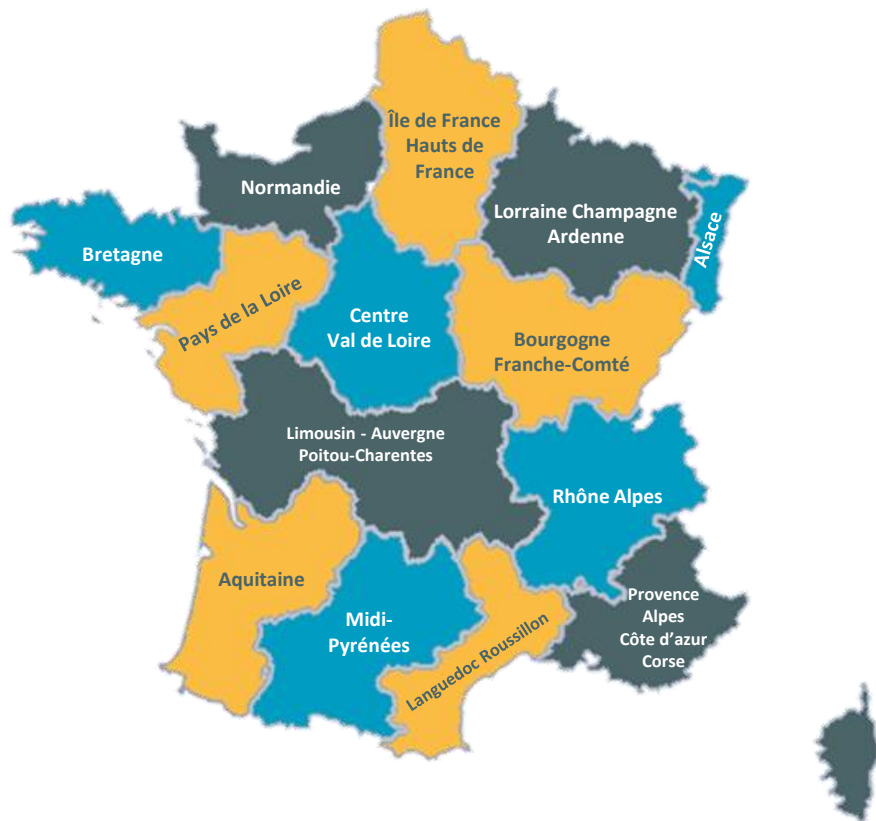 Île de France
Hauts de
France
Normandie
Lorraine Champagne
Ardenne
Alsace
Bretagne
Pays de la Loire
Centre
Val de Loire
Bourgogne
Franche-Comté
Limousin - Auvergne
Poitou-Charentes
Rhône Alpes
Aquitaine
Midi-
Pyrénées
Languedoc Roussillon
Provence
Alpes
Côte d’azur
Corse